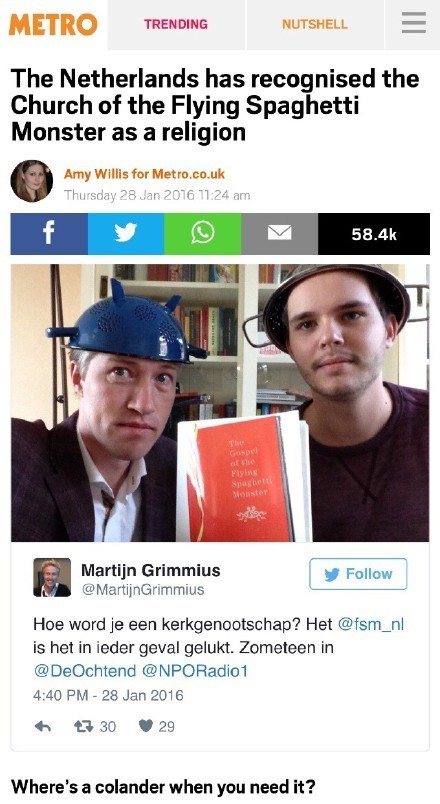 METRO
TRENDING
NUTSHELL
The Netherlands has recognised the
Church of the Flying Spaghetti
Monster as a religion
Amy Willis for Metro.co.uk
Thursday 28 Jan 2016 11:24 am
f
58.4k
The
Gospel
of the
Flying
Spaghetti
Monster
Martijn Grimmius
@MartijnGrimmius
Follow
Hoe word je een kerkgenootschap? Het @fsm_nl
is het in ieder geval gelukt. Zometeen in
@DeOchtend @NPORadio1
4:40 PM - 28 Jan 2016
30
29
Where's a colander when you need it?